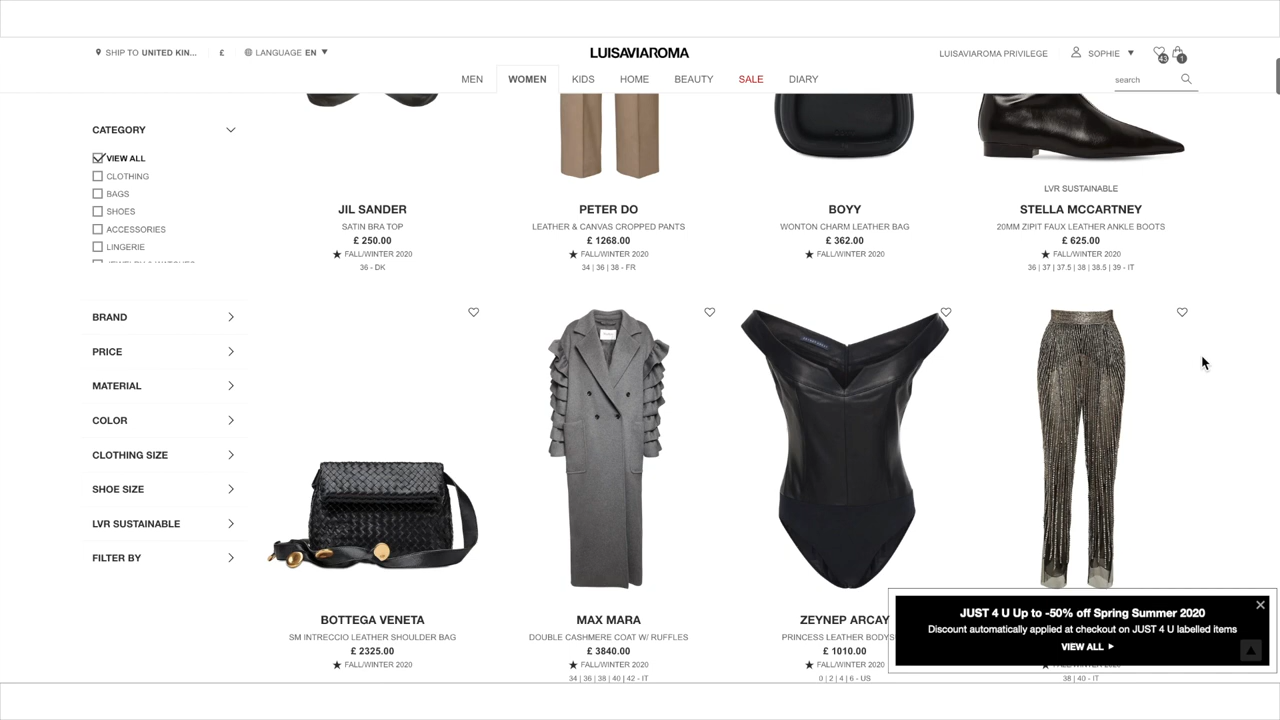 SHIP TO UNITED KIN...
£
LANGUAGE EN
LUISAVIAROMA
LUISAVIAROMA PRIVILEGE
SOPHIE
43
1
MEN
WOMEN
KIDS
HOME
BEAUTY
SALE
DIARY
search
CATEGORY
VIEW ALL
CLOTHING
BAGS
SHOES
ACCESSORIES
LINGERIE
BRAND
PRICE
MATERIAL
COLOR
CLOTHING SIZE
SHOE SIZE
LVR SUSTAINABLE
FILTER BY
JIL SANDER
SATIN BRA TOP
£ 250.00
★ FALL/WINTER 2020
36 - DK
PETER DO
LEATHER & CANVAS CROPPED PANTS
£ 1268.00
★ FALL/WINTER 2020
34 | 36 | 38 - FR
BOYY
WONTON CHARM LEATHER BAG
£ 362.00
★ FALL/WINTER 2020
LVR SUSTAINABLE
STELLA MCCARTNEY
20MM ZIPIT FAUX LEATHER ANKLE BOOTS
£ 625.00
★ FALL/WINTER 2020
36 | 37 | 37.5 | 38 | 38.5 | 39 - IT
BOTTEGA VENETA
SM INTRECCIO LEATHER SHOULDER BAG
£ 2325.00
★ FALL/WINTER 2020
MAX MARA
DOUBLE CASHMERE COAT W/ RUFFLES
£ 3840.00
★ FALL/WINTER 2020
34 | 36 | 38 | 40 | 42 - IT
ZEYNEP ARCAY
PRINCESS LEATHER BODYS
£ 1010.00
★ FALL/WINTER 2020
0 | 2 | 4 | 6 - US
38 | 40 - IT
JUST 4 U Up to -50% off Spring Summer 2020
Discount automatically applied at checkout on JUST 4 U labelled items
VIEW ALL